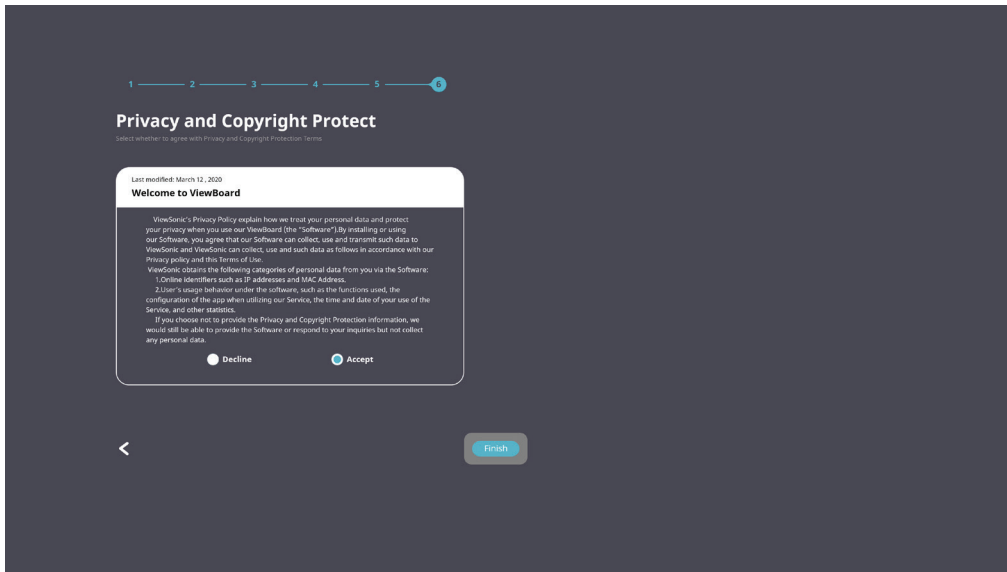 1 2 3 4 5 6
Privacy and Copyright Protect
Select whether to agree with Privacy and Copyright Protection Terms
Last modified: March 12 , 2020
Welcome to ViewBoard
ViewSonic's Privacy Policy explain how we treat your personal data and protect
your privacy when you use our ViewBoard (the "Software").By installing or using
our Software, you agree that our Software can collect, use and transmit such data to
ViewSonic and ViewSonic can collect, use and such data as follows in accordance with our
Privacy policy and this Terms of Use.
ViewSonic obtains the following categories of personal data from you via the Software:
1.Online identifiers such as IP addresses and MAC Address,
2.User's usage behavior under the software, such as the functions used, the
configuration of the app when utilizing our Service, the time and date of your use of the
Service, and other statistics.
If you choose not to provide the Privacy and Copyright Protection information, we
would still be able to provide the Software or respond to your inquiries but not collect
any personal data.
Decline Accept
Finish